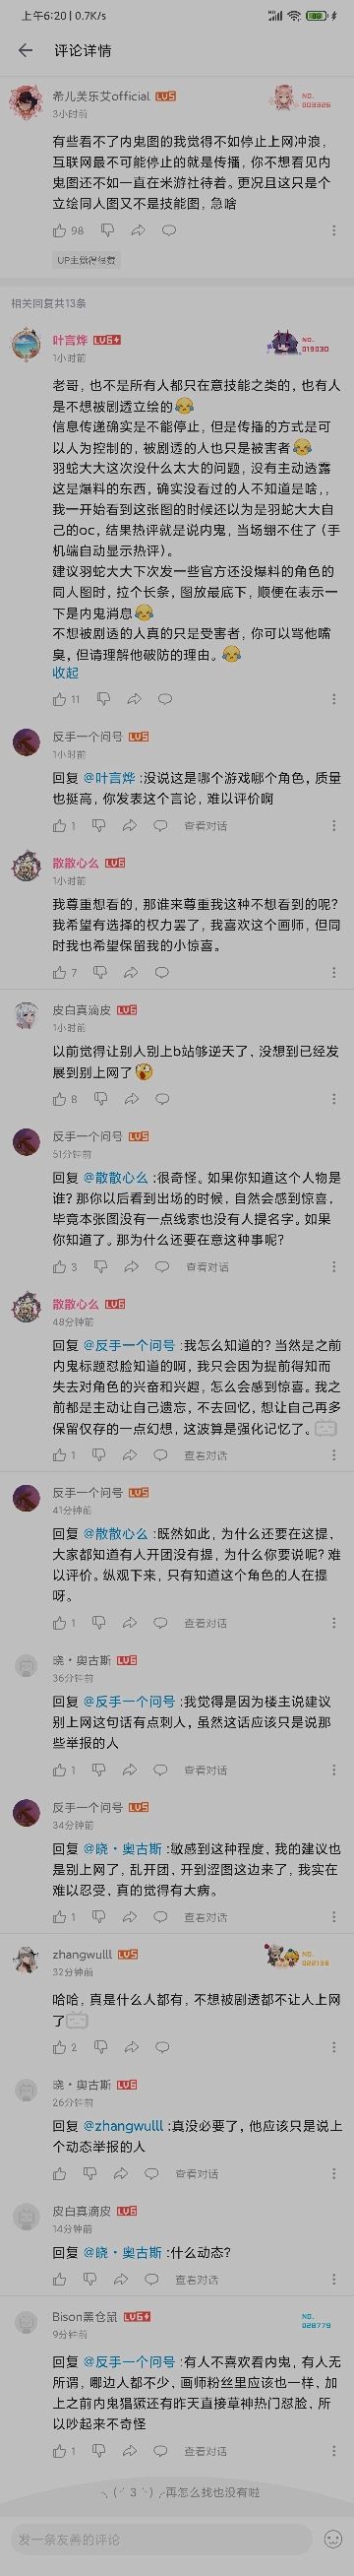 上午6:20 | 0.7K/s
评论详情
希儿芙乐艾official LV5
NO.
003326
3小时前
有些看不了内鬼图的我觉得不如停止上网冲浪，
互联网最不可能停止的就是传播，你不想看见内
鬼图还不如一直在米游社待着。更况且这只是个
立绘同人图又不是技能图，急啥
98
UP主觉得很赞
相关回复共13条
叶言烨 LV6
NO.
019330
1小时前
老哥，也不是所有人都只在意技能之类的，也有人
是不想被剧透立绘的😂
信息传递确实是不能停止，但是传播的方式是可
以人为控制的，被剧透的人也只是被害者😂
羽蛇大大这次没什么太大的问题，没有主动透露
这是爆料的东西，确实没看过的人不知道是啥，，
我一开始看到这张图的时候还以为是羽蛇大大自
己的oc，结果热评就是说内鬼，当场绷不住了（手
机端自动显示热评）。
建议羽蛇大大下次发一些官方还没爆料的角色的
同人图时，拉个长条，图放最底下，顺便在表示一
下是内鬼消息😂
不想被剧透的人真的只是受害者，你可以骂他嘴
臭，但请理解他破防的理由。😂
收起
11
反手一个问号 LV5
1小时前
回复 @叶言烨 :没说这是哪个游戏哪个角色，质量
也挺高，你发表这个言论，难以评价啊
1 查看对话
散散心么 LV6
1小时前
我尊重想看的，那谁来尊重我这种不想看到的呢？
我希望有选择的权力罢了，我喜欢这个画师，但同
时我也希望保留我的小惊喜。
7
皮白真滴皮 LV6
1小时前
以前觉得让别人别上b站够逆天了，没想到已经发
展到别上网了
8
反手一个问号 LV5
51分钟前
回复 @散散心么 :很奇怪。如果你知道这个人物是
谁？那你以后看到出场的时候，自然会感到惊喜，
毕竟本张图没有一点线索也没有人提名字。如果
你知道了。那为什么还要在意这种事呢？
3 查看对话
散散心么 LV6
48分钟前
回复 @反手一个问号 :我怎么知道的？当然是之前
内鬼标题怼脸知道的啊，我只会因为提前得知而
失去对角色的兴奋和兴趣，怎么会感到惊喜。我之
前都是主动让自己遗忘，不去回忆，想让自己再多
保留仅存的一点幻想，这波算是强化记忆了。
1 查看对话
反手一个问号 LV5
41分钟前
回复 @散散心么 :既然如此，为什么还要在这提，
大家都知道有人开团没有提，为什么你要说呢？难
以评价。纵观下来，只有知道这个角色的人在提
呀。
1 查看对话
晓·奥古斯 LV6
36分钟前
回复 @反手一个问号 :我觉得是因为楼主说建议
别上网这句话有点刺人，虽然这话应该只是说那
些举报的人
1 查看对话
反手一个问号 LV5
34分钟前
回复 @晓·奥古斯 :敏感到这种程度，我的建议也
是别上网了，乱开团，开到涩图这边来了，我实在
难以忍受，真的觉得有大病。
1 查看对话
zhangwulll LV5
NO.
022138
32分钟前
哈哈，真是什么人都有，不想被剧透都不让人上网
了
2
晓·奥古斯 LV6
26分钟前
回复 @zhangwulll :真没必要了，他应该只是说上
个动态举报的人
查看对话
皮白真滴皮 LV6
14分钟前
回复 @晓·奥古斯 :什么动态？
查看对话
Bison黑仓鼠 LV6
NO.
028779
9分钟前
回复 @反手一个问号 :有人不喜欢看内鬼，有人无
所谓，哪边人都不少，画师粉丝里应该也一样，加
上之前内鬼猖獗还有昨天直接草神热门怼脸，所
以吵起来不奇怪
1 查看对话
再怎么找也没有啦
发一条友善的评论